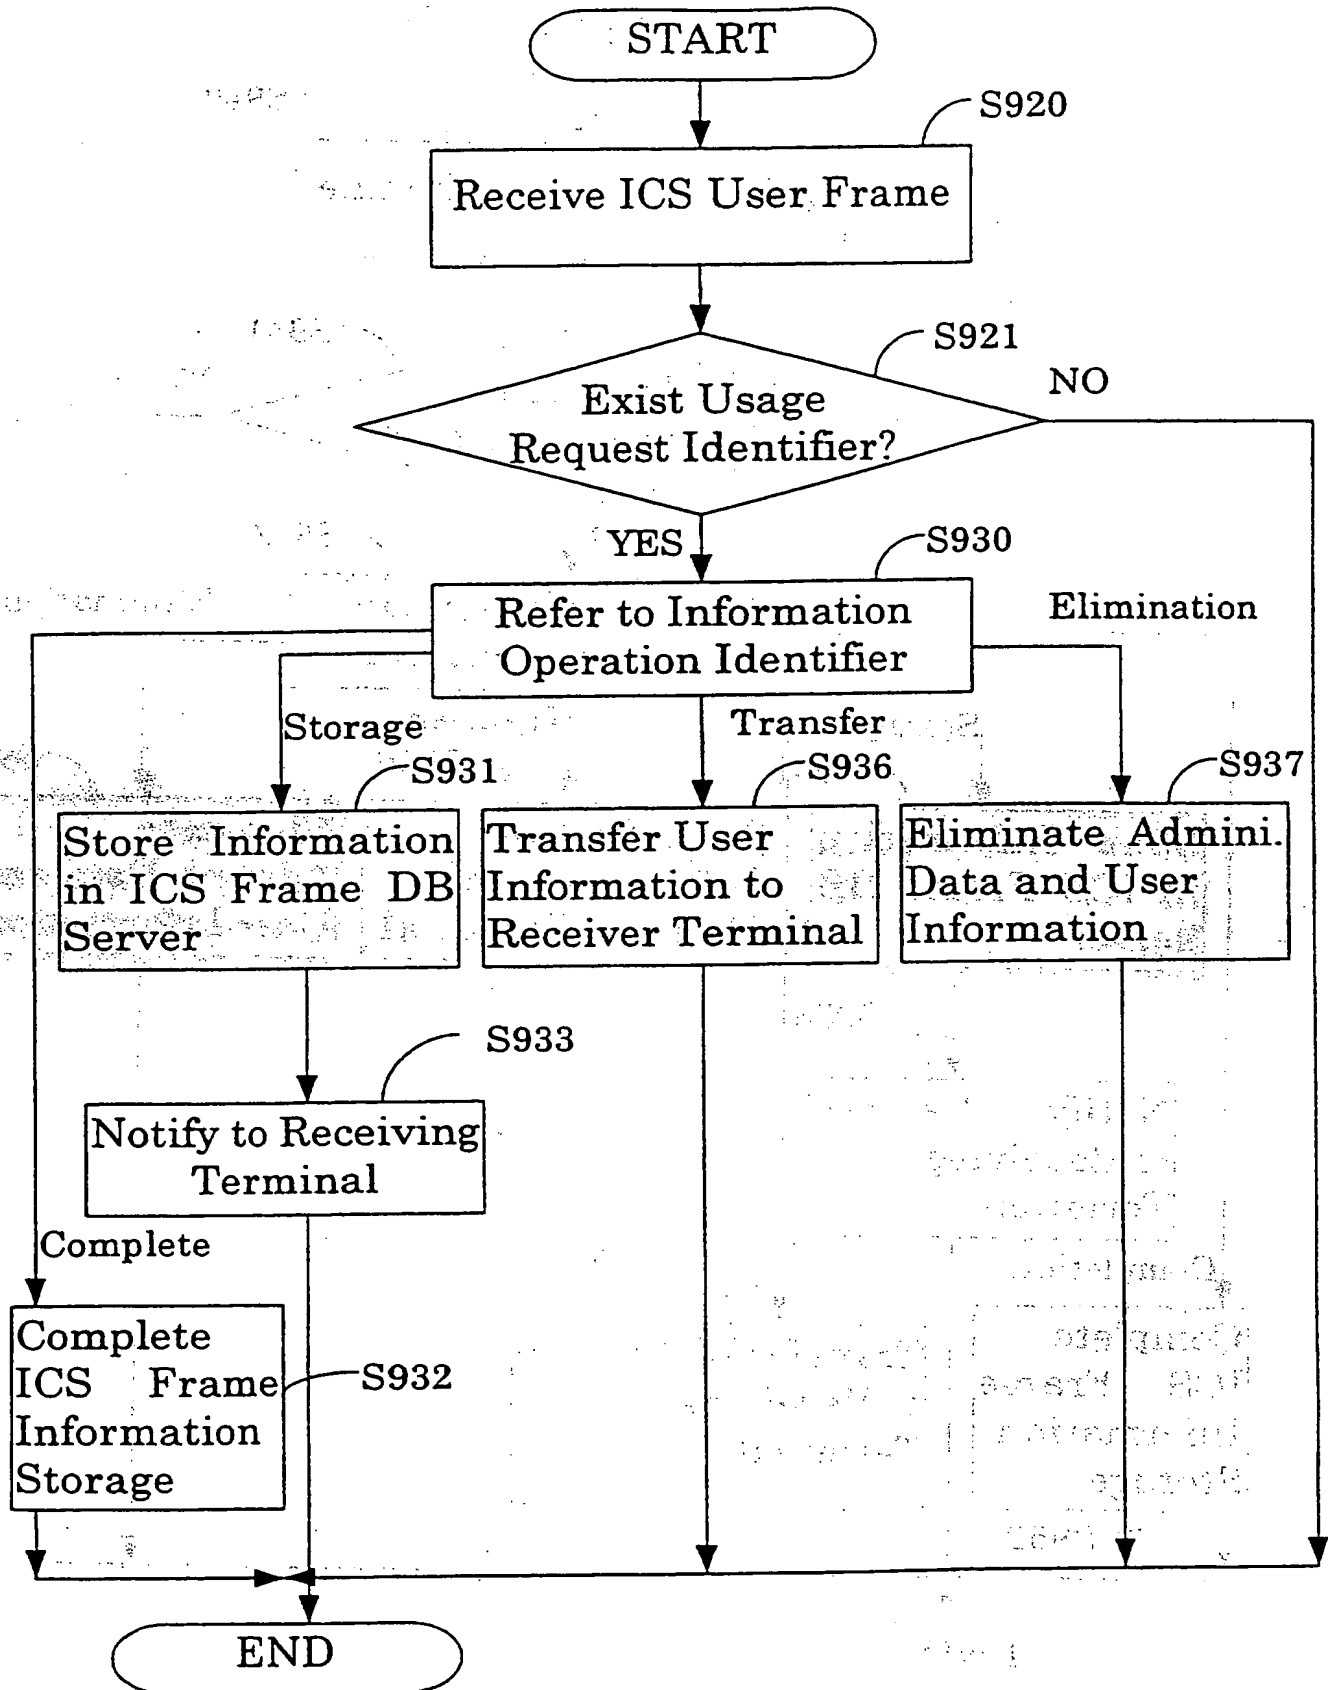 START
S920
Receive ICS User Frame
S921
NO
Exist Usage
Request Identifier?
YES
S930
Refer to Information
Operation Identifier
Elimination
Storage
Transfer
S931
S936
S937
Store Information
in ICS Frame DB
Server
Transfer User
Information to
Receiver Terminal
Eliminate Admini.
Data and User
Information
S933
Notify to Receiving
Terminal
Complete
Complete
ICS Frame
Information
Storage
S932
END